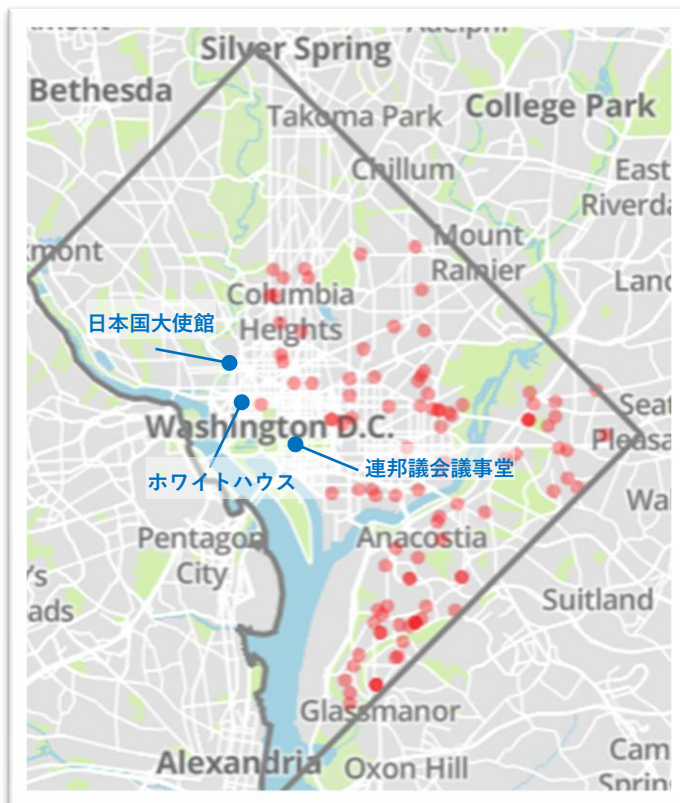 Adelphi
Silver Spring
Bethesda
College Park
Takoma Park
Chillum
East
Riverda
Mount
Rainier
Land
Columbia
Heights
日本国大使館
Washington D.C.
Seat
Pleasa
連邦議会議事堂
ホワイトハウス
Wa
Pentagon
City
Anacostia
's
ads
Suitland
Glassmanor
Alexandria
Oxon Hill
Cam
Spring